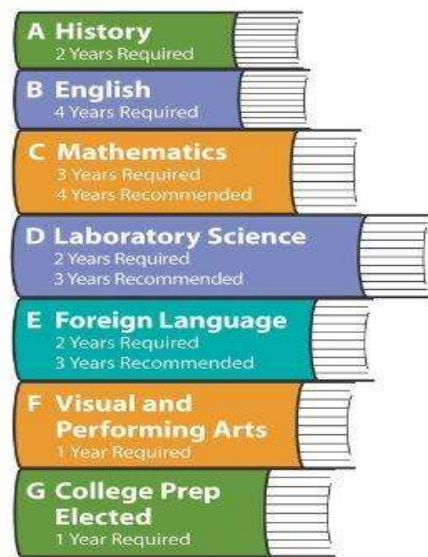 A History
2 Years Required
B English
4 Years Required
C Mathematics
3 Years Required
4 Years Recommended
D Laboratory Science
2 Years Required
3 Years Recommended
E Foreign Language
2 Years Required
3 Years Recommended
F Visual and
Performing Arts
1 Year Required
G College Prep
Elected
1 Year Required